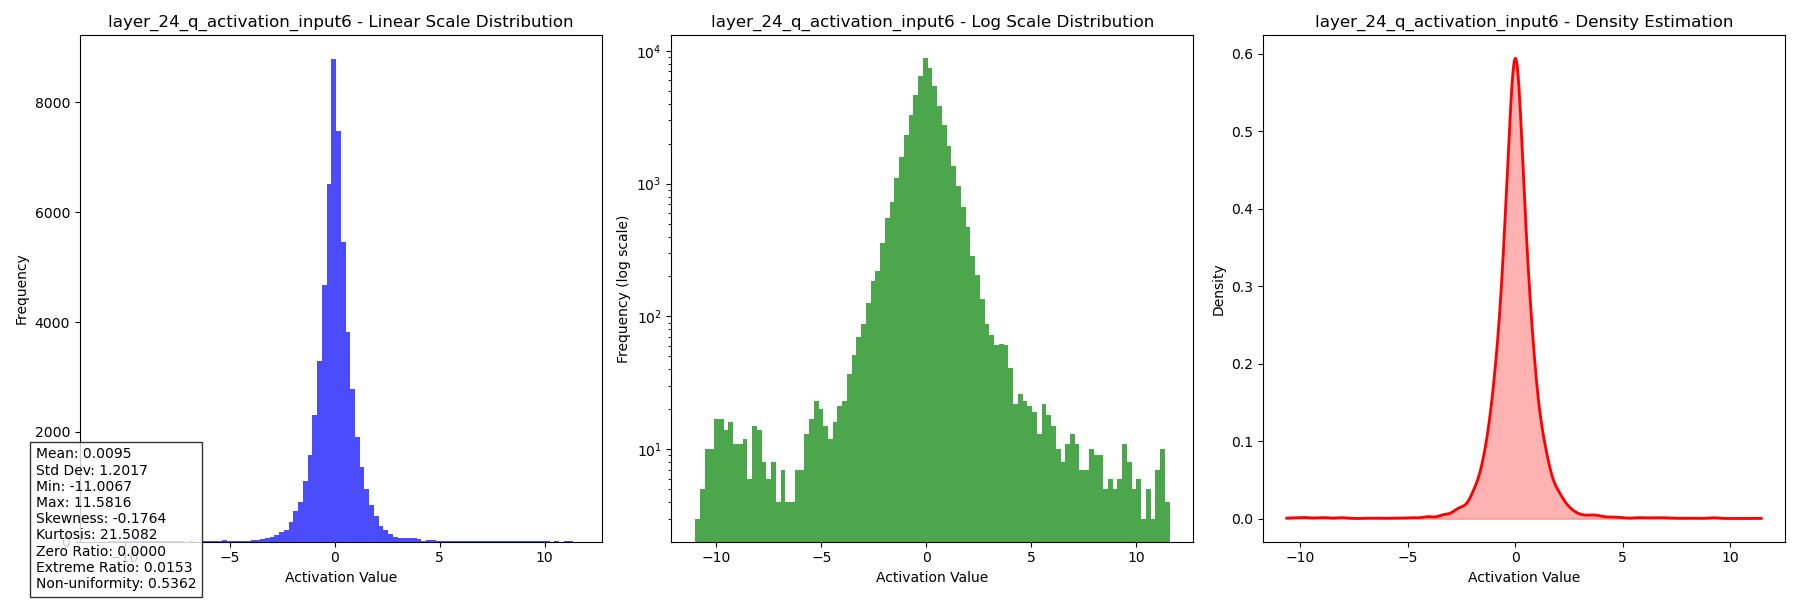 layer_24_q_activation_input6 - Linear Scale Distribution
Frequency
8000
6000
4000
2000
0
−10
−5
0
5
10
Activation Value
Mean: 0.0095
Std Dev: 1.2017
Min: -11.0067
Max: 11.5816
Skewness: -0.1764
Kurtosis: 21.5082
Zero Ratio: 0.0000
Extreme Ratio: 0.0153
Non-uniformity: 0.5362
layer_24_q_activation_input6 - Log Scale Distribution
Frequency (log scale)
10⁴
10³
10²
10¹
−10
−5
0
5
10
Activation Value
layer_24_q_activation_input6 - Density Estimation
Density
0.6
0.5
0.4
0.3
0.2
0.1
0.0
−10
−5
0
5
10
Activation Value